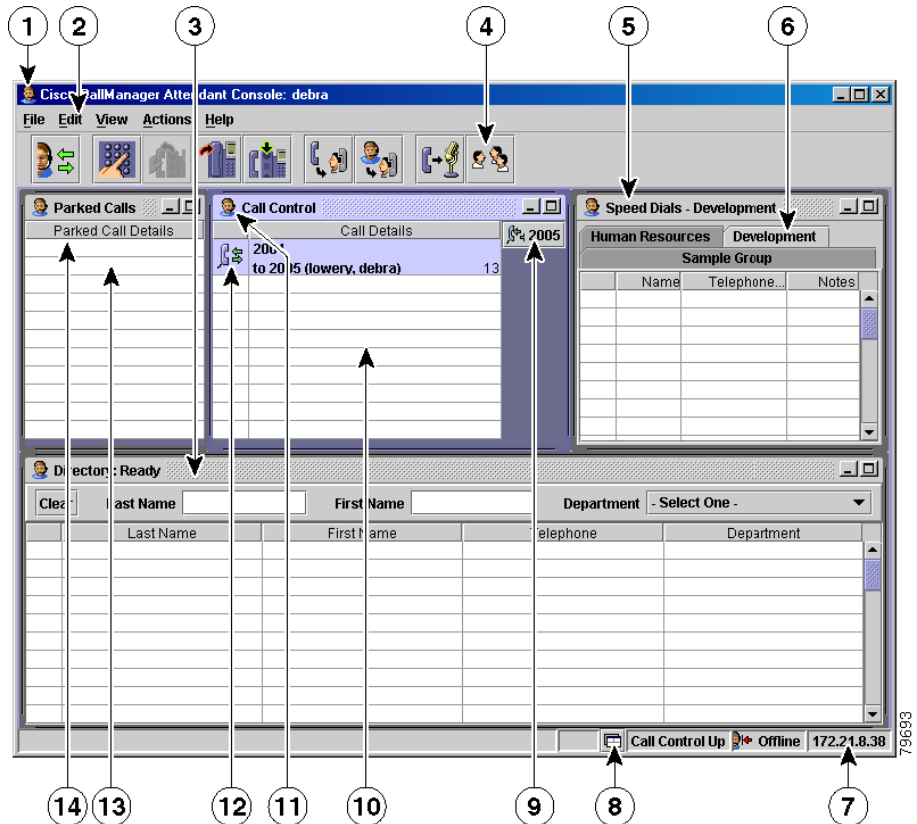 1 2 3 4 5 6
Cisco CallManager Attendant Console: debra
File Edit View Actions Help
Parked Calls
Parked Call Details
Call Control
Call Details
2005
2001
to 2005 (lowery, debra) 13
Speed Dials - Development
Human Resources Development
Sample Group
Name Telephone... Notes
Directory: Ready
Clear Last Name First Name Department - Select One -
Last Name First Name Telephone Department
Call Control Up Offline 172.21.8.38
79693
14 13 12 11 10 9 8 7